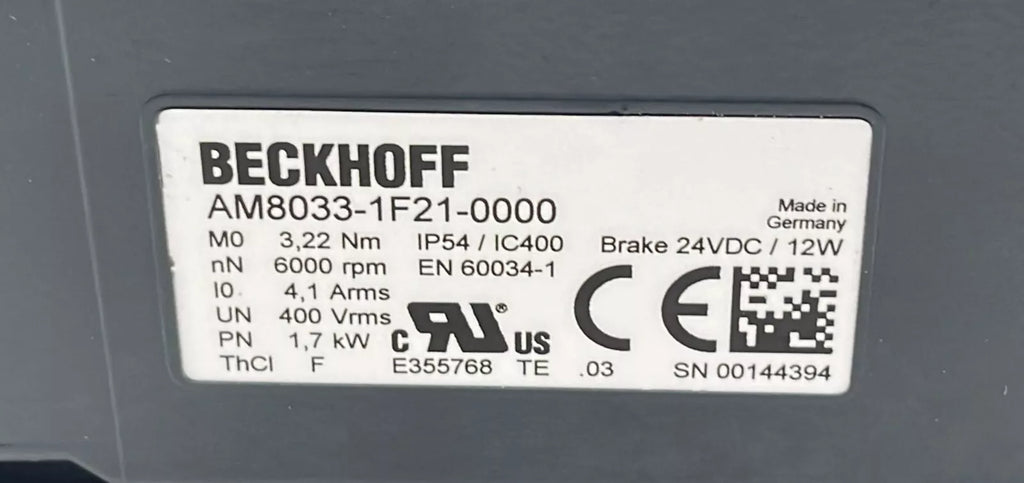 BECKHOFF
AM8033-1F21-0000
Made in
Germany
M0 3,22 Nm IP54 / IC400 Brake 24VDC / 12W
nN 6000 rpm EN 60034-1
I0 4,1 Arms
UN 400 Vrms
PN 1,7 kW
C RU ® US
CE
ThCl F E355768 TE .03 SN 00144394